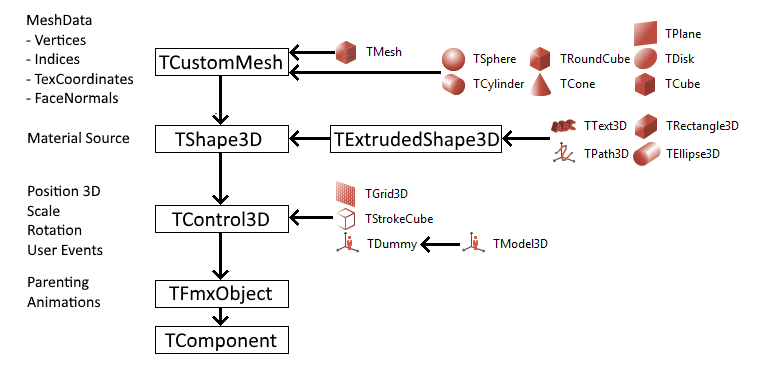 MeshData
- Vertices
- Indices
- TexCoordinates
- FaceNormals
TCustomMesh
TMesh
TSphere
TCylinder
TRoundCube
TCone
TPlane
TDisk
TCube
Material Source
TShape3D
TExtrudedShape3D
TText3D
TPath3D
TRectangle3D
TEllipse3D
Position 3D
Scale
Rotation
User Events
TControl3D
TGrid3D
TStrokeCube
TDummy
TModel3D
Parenting
Animations
TFmxObject
TComponent